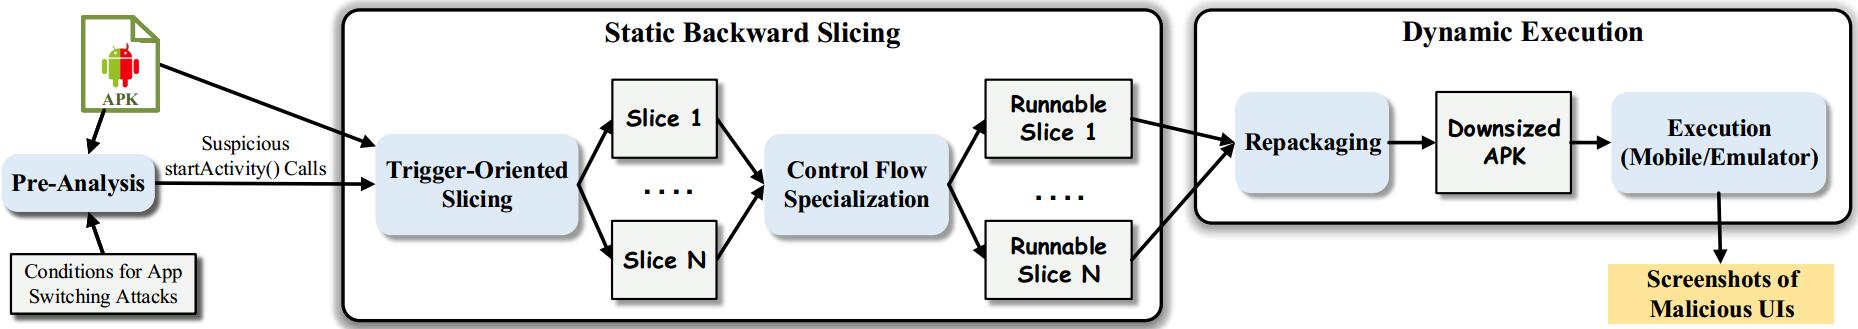 APK
Pre-Analysis
Conditions for App
Switching Attacks
Suspicious
startActivity() Calls
Static Backward Slicing
Trigger-Oriented
Slicing
Slice 1
....
Slice N
Control Flow
Specialization
Runnable
Slice 1
....
Runnable
Slice N
Dynamic Execution
Repackaging
Downsized
APK
Execution
(Mobile/Emulator)
Screenshots of
Malicious UIs